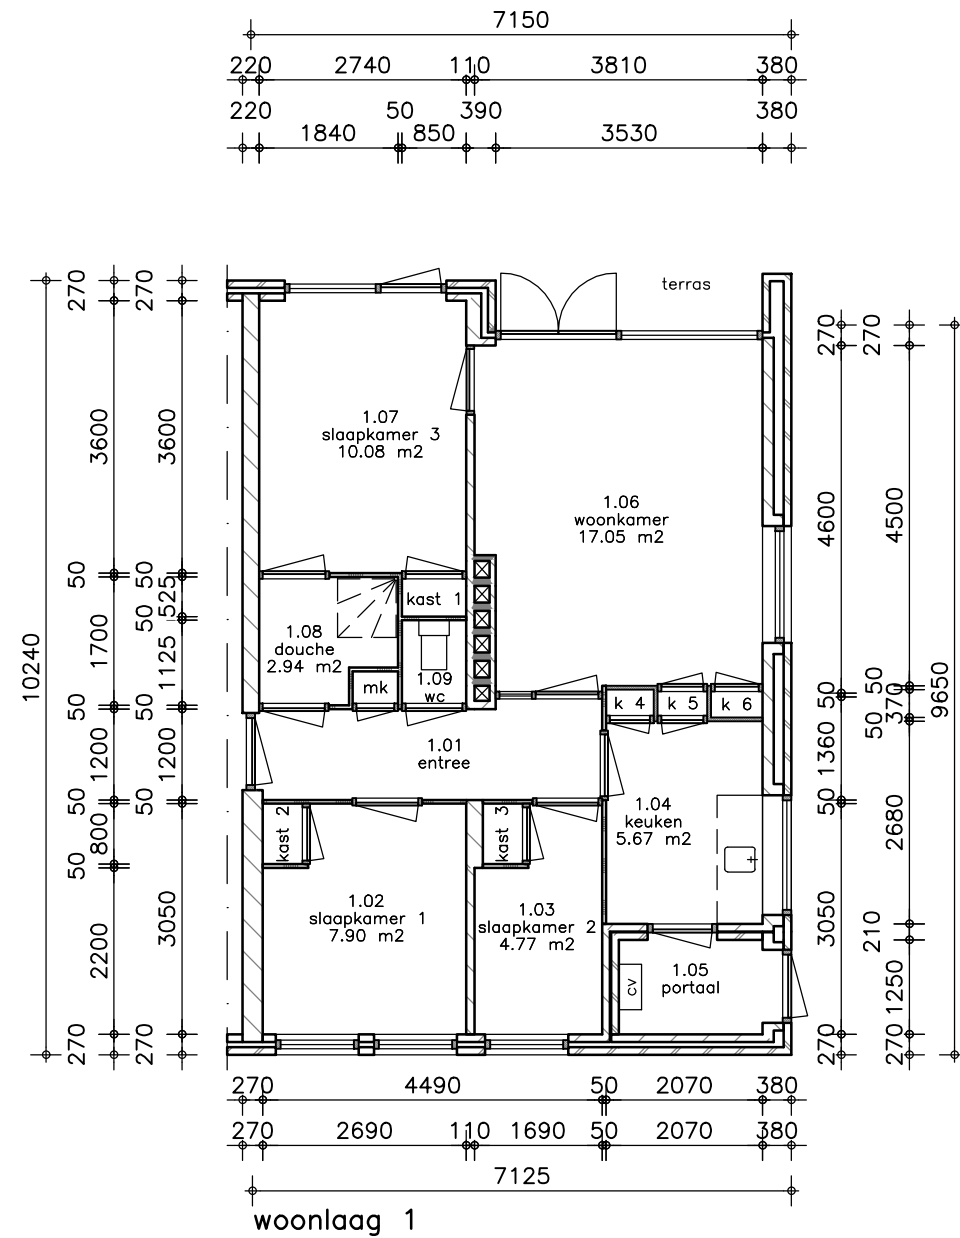 7150
220 2740 110 3810 380
220 50 390 380
1840 850 3530
terras
270 270
270 270
1.07
slaapkamer 3
10.08 m2
3600 3600
1.06
woonkamer
17.05 m2
4600 4500
50 50 525
kast 1
50
1.08
douche
2.94 m2
1700 1125
10240
1.09
wc
mk
k 4 k 5 k 6
50 50 370
9650
50 50
1.01
entree
1200 1200
1360 50
1.04
keuken
5.67 m2
50 50
50 2680
kast 2
kast 3
800
50
1.02
slaapkamer 1
7.90 m2
1.03
slaapkamer 2
4.77 m2
2200 3050
3050 210
1.05
portaal
cv
1250
270 270
270 270
270 4490 50 2070 380
270 2690 110 1690 50 2070 380
7125
woonlaag 1